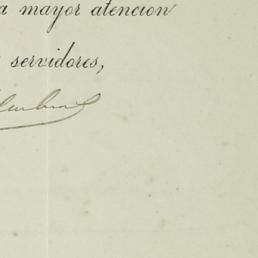 a mayor atencion
servidores,